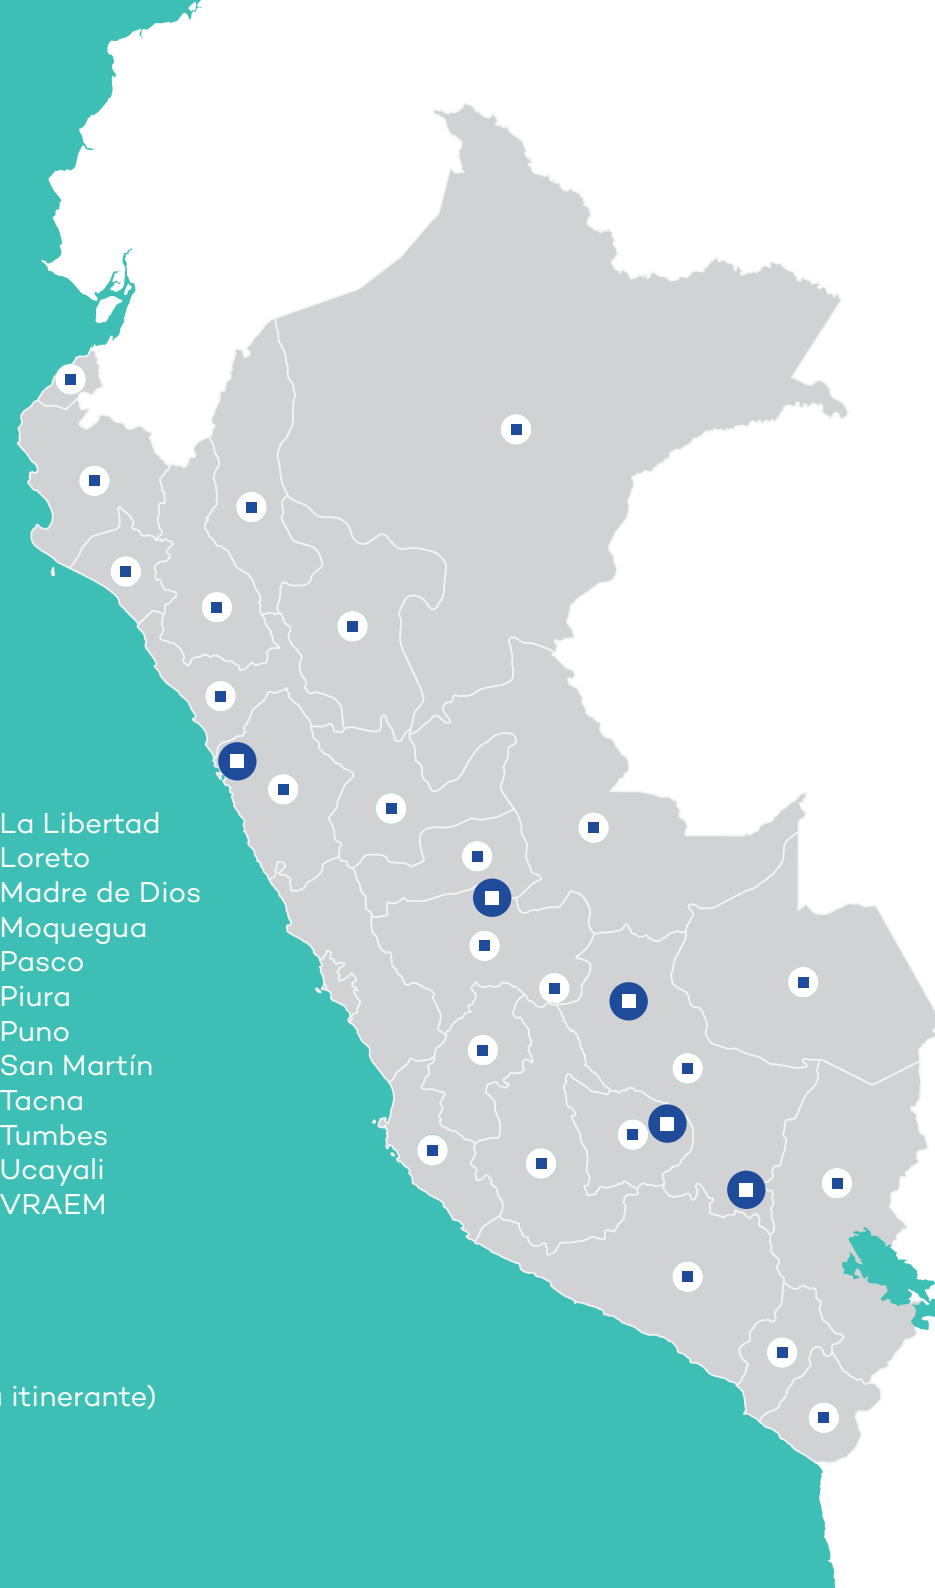 La Libertad
Loreto
Madre de Dios
Moquegua
Pasco
Piura
Puno
San Martín
Tacna
Tumbes
Ucayali
VRAEM
itinerante)